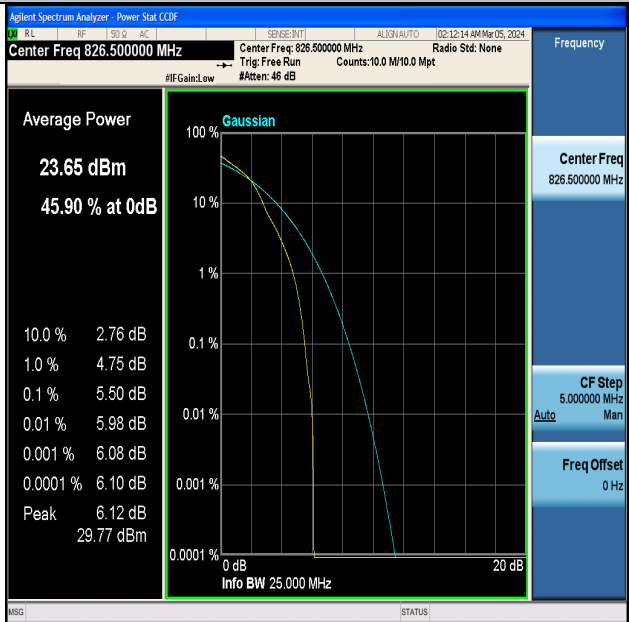 Agilent Spectrum Analyzer - Power Stat CCDF
LXI RL RF 50 Ω AC SENSE:INT ALIGNAUTO 02:12:14 AM Mar 05, 2024
Center Freq 826.500000 MHz
Center Freq: 826.500000 MHz Radio Std: None
Trig: Free Run Counts:10.0 M/10.0 Mpt
#IFGain:Low #Atten: 46 dB
Frequency
Average Power
23.65 dBm
45.90 % at 0dB
10.0 % 2.76 dB
1.0 % 4.75 dB
0.1 % 5.50 dB
0.01 % 5.98 dB
0.001 % 6.08 dB
0.0001 % 6.10 dB
Peak 6.12 dB
29.77 dBm
Gaussian
100 %
10 %
1 %
0.1 %
0.01 %
0.001 %
0.0001 %
0 dB 20 dB
Info BW 25.000 MHz
Center Freq
826.500000 MHz
CF Step
5.000000 MHz
Auto Man
Freq Offset
0 Hz
MSG STATUS